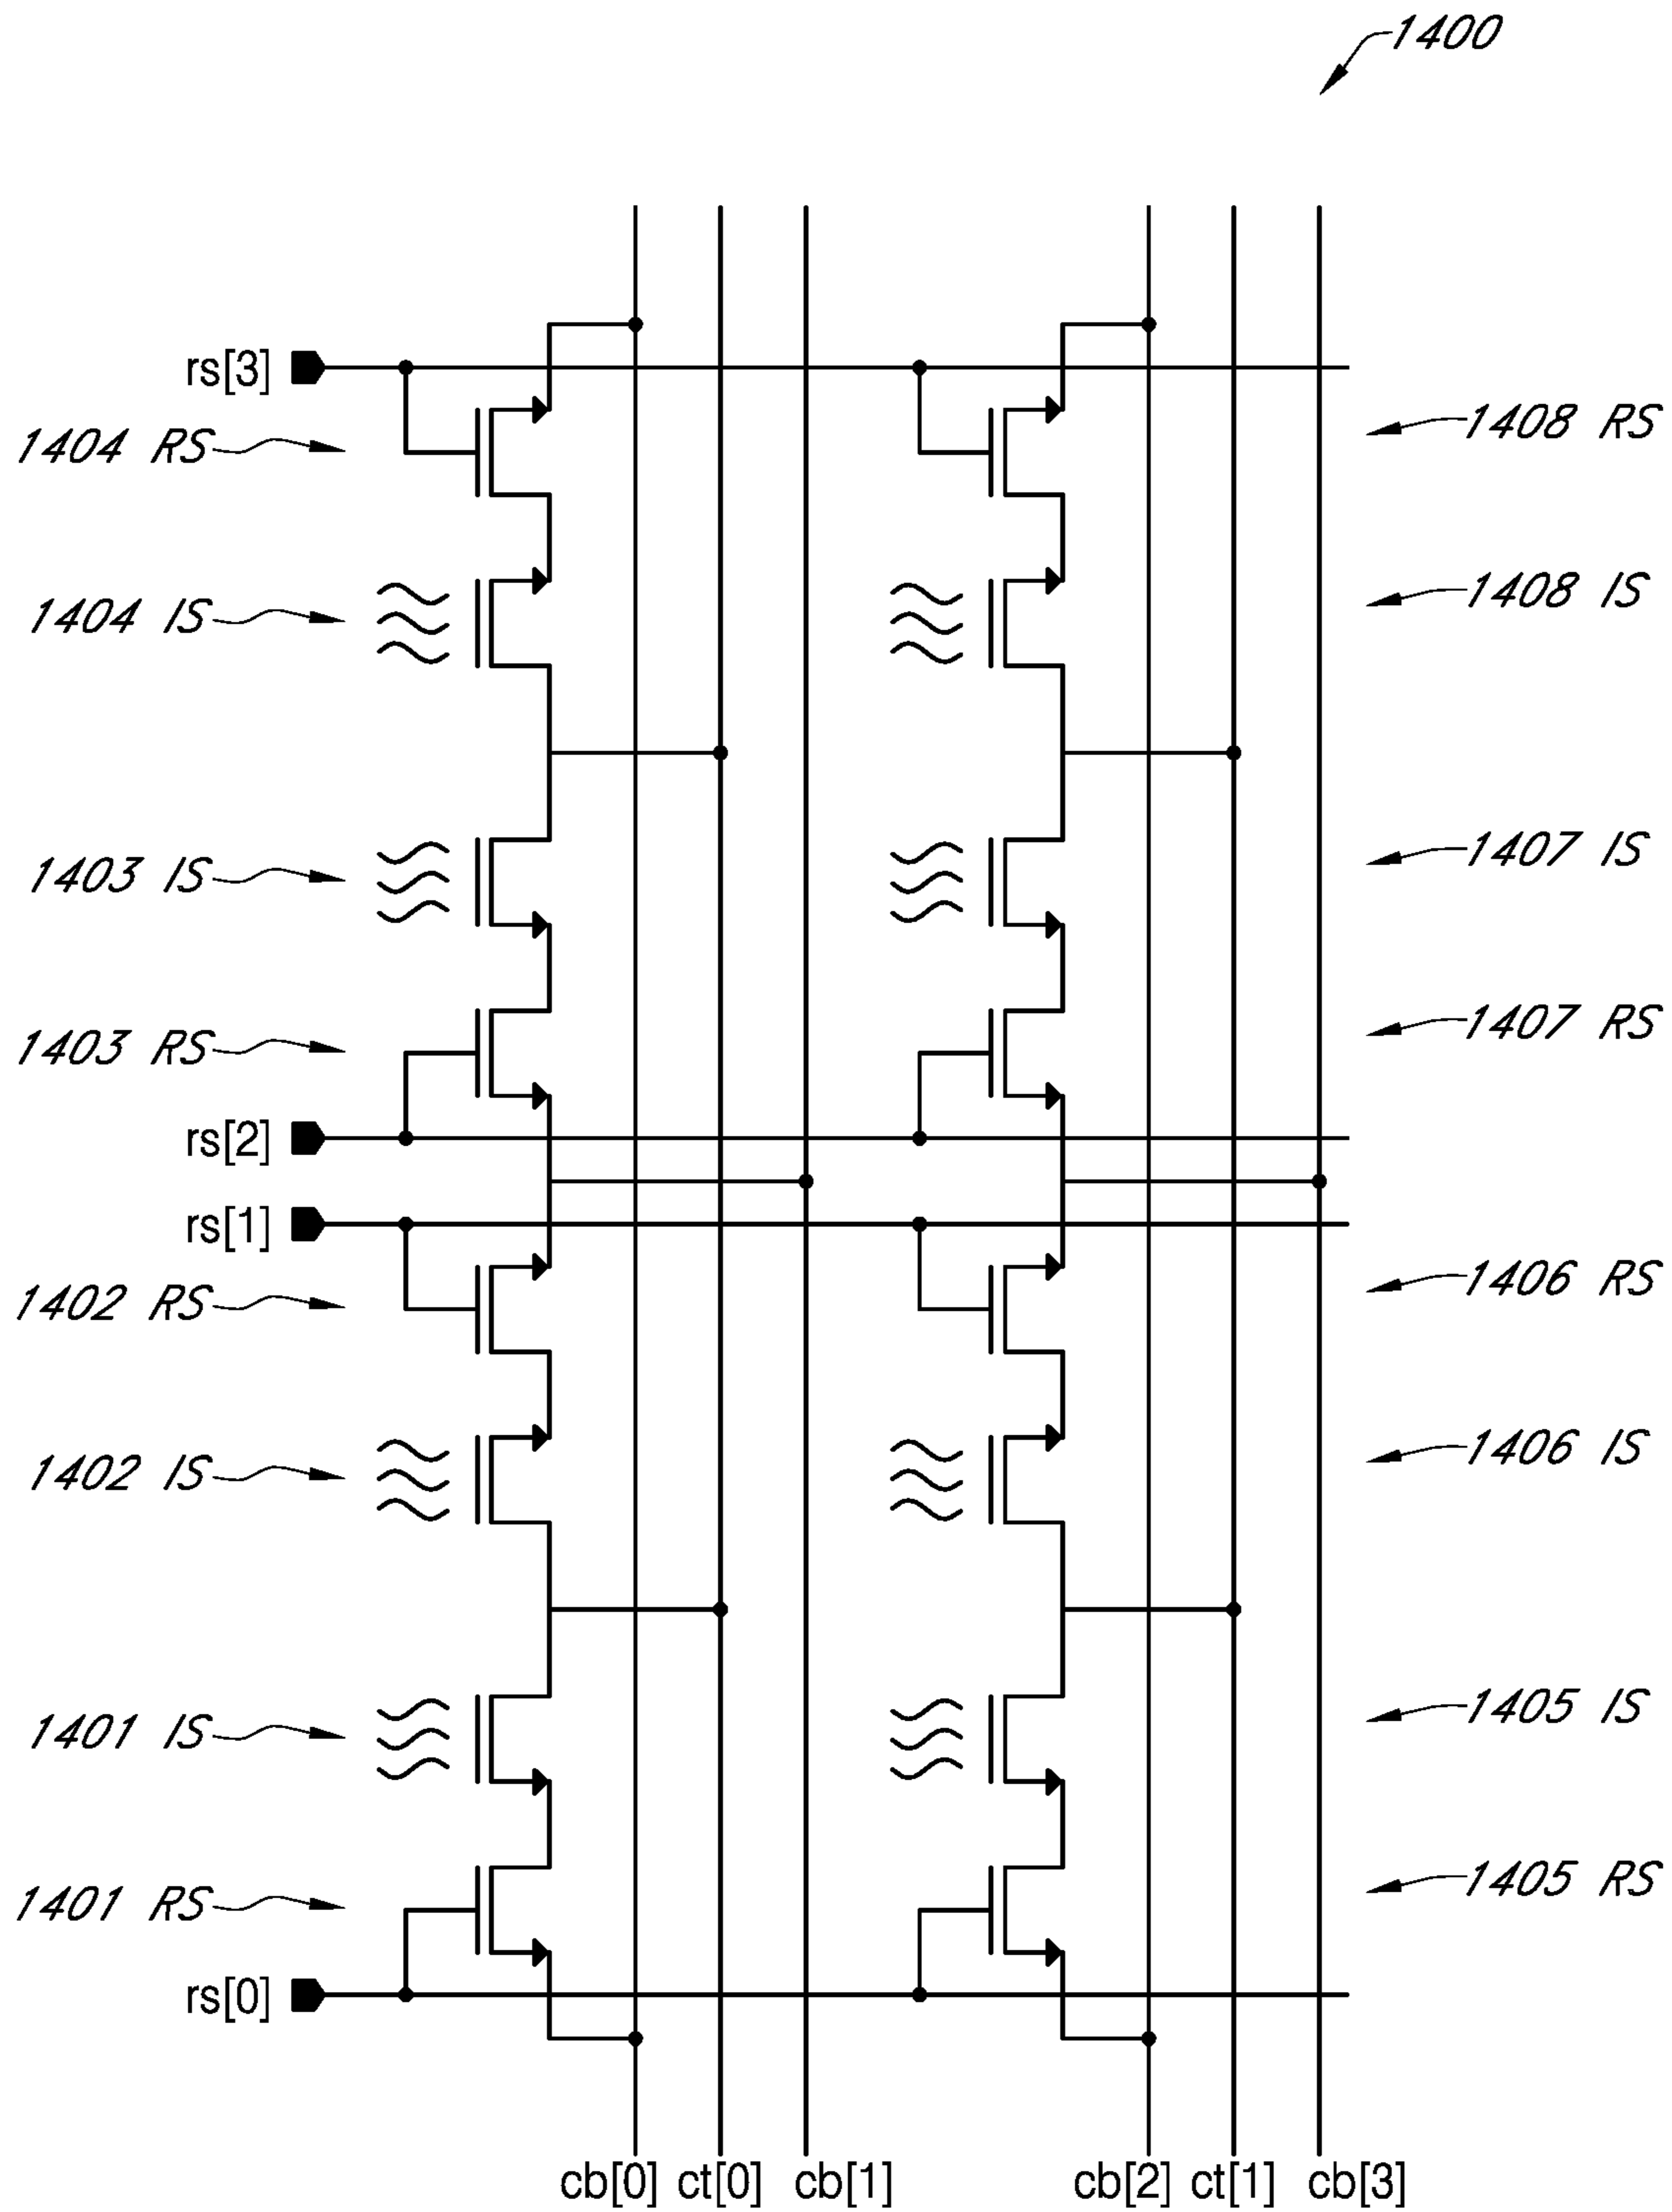 1400
rs[3]
1404 RS
1408 RS
1404 IS
1408 IS
1403 IS
1407 IS
1403 RS
1407 RS
rs[2]
rs[1]
1402 RS
1406 RS
1402 IS
1406 IS
1401 IS
1405 IS
1401 RS
1405 RS
rs[0]
cb[0] ct[0] cb[1] cb[2] ct[1] cb[3]